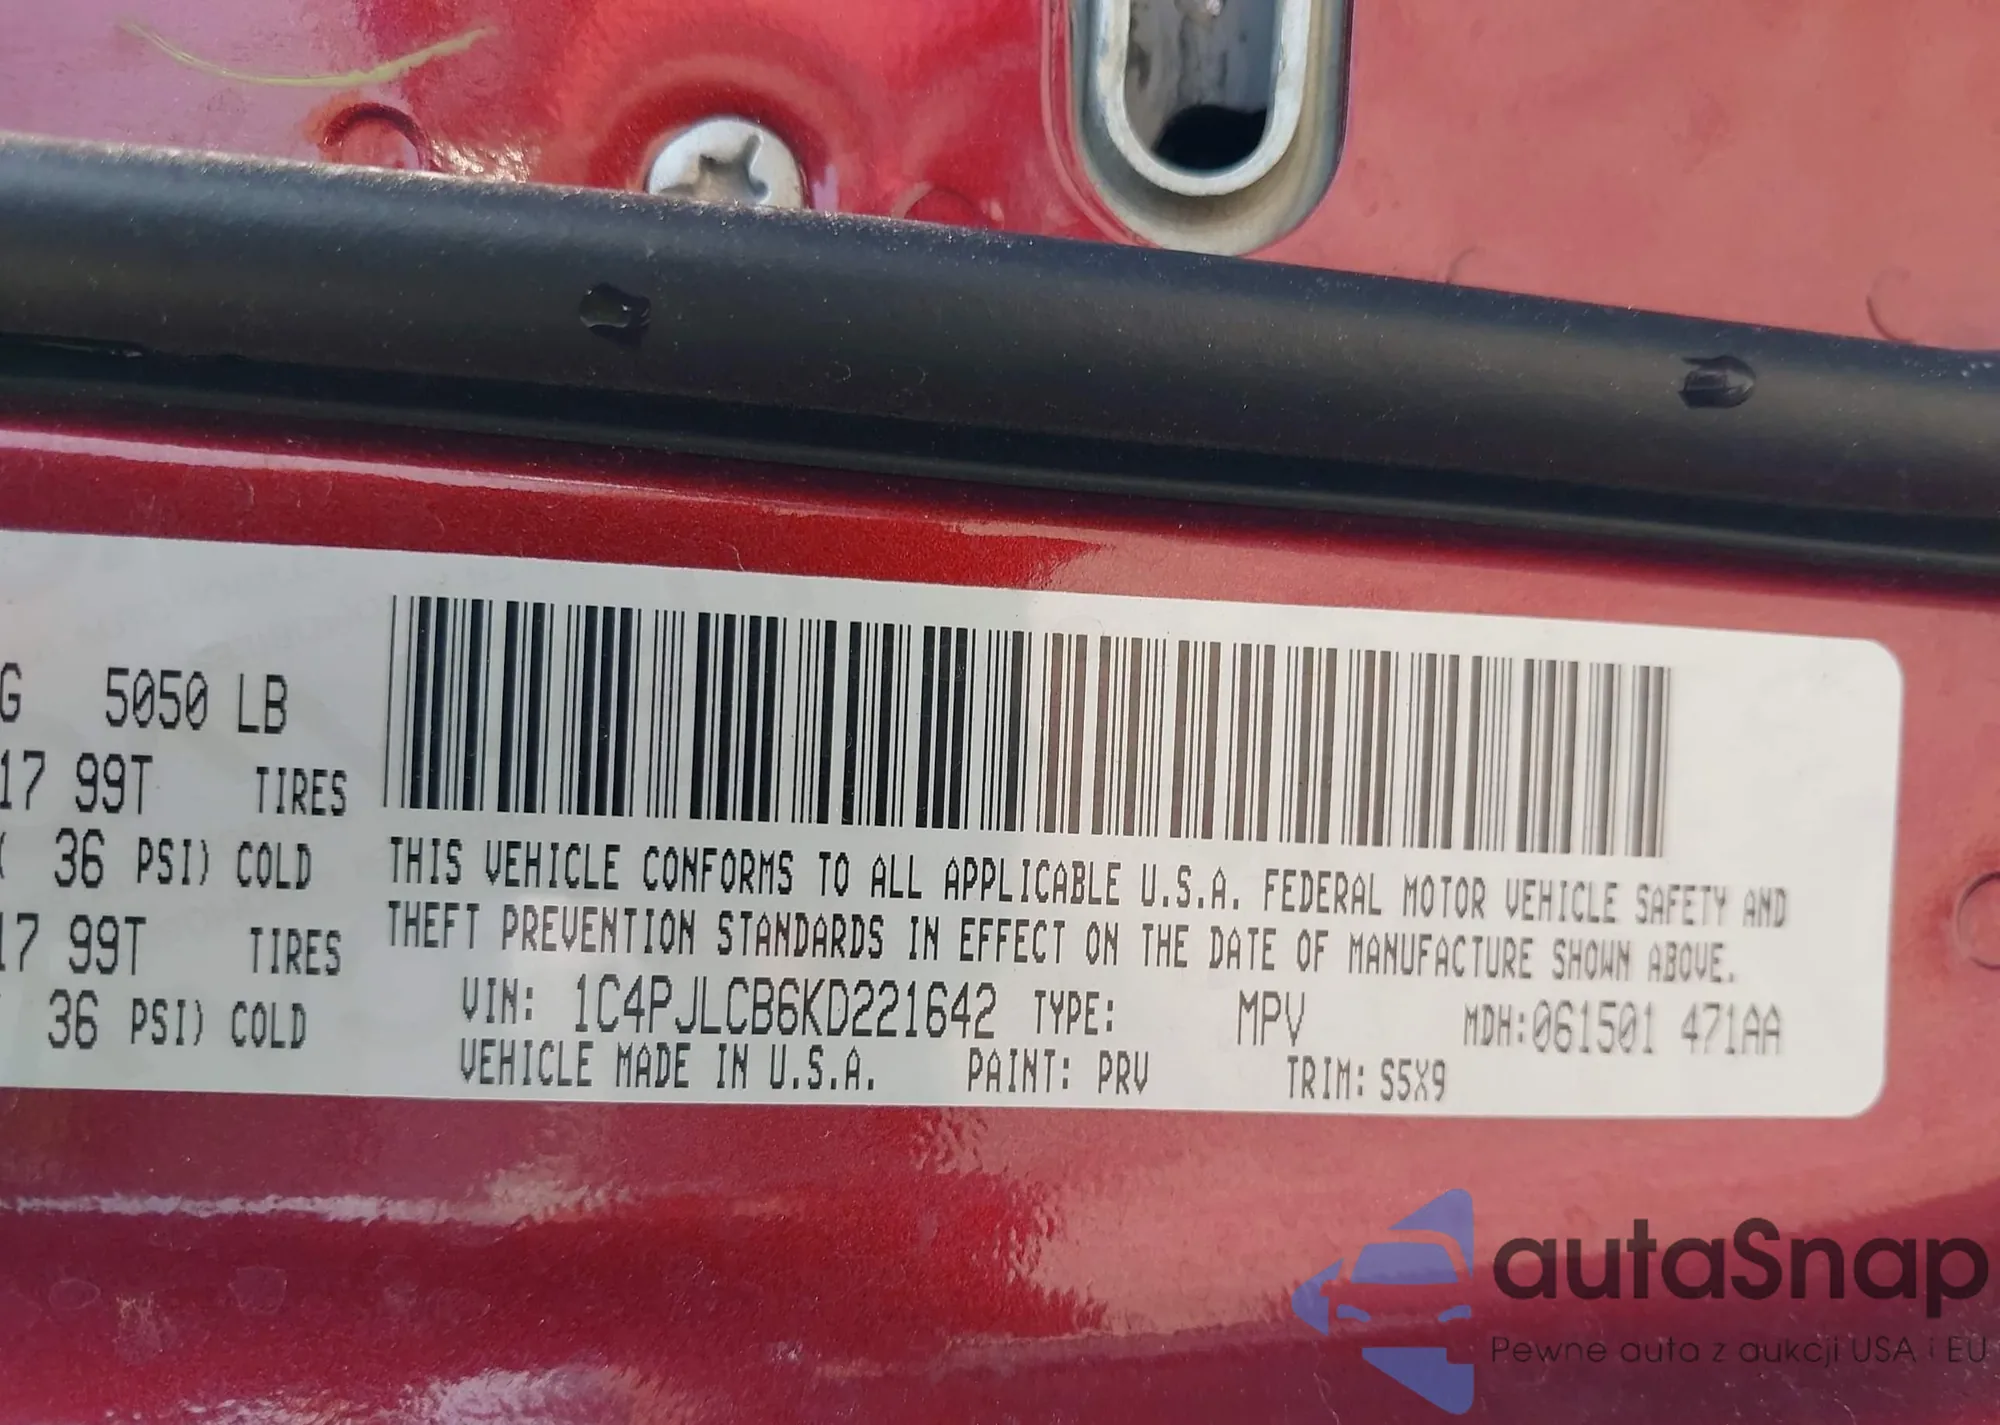 G 5050 LB
17 99T TIRES
36 PSI) COLD
17 99T TIRES
36 PSI) COLD
THIS VEHICLE CONFORMS TO ALL APPLICABLE U.S.A. FEDERAL MOTOR VEHICLE SAFETY AND
THEFT PREVENTION STANDARDS IN EFFECT ON THE DATE OF MANUFACTURE SHOWN ABOVE.
VIN: 1C4PJLCB6KD221642 TYPE: MPV MDH:061501 471AA
VEHICLE MADE IN U.S.A. PAINT: PRV TRIM: S5X9
autaSnap
Pewne auta z aukcji USA i EU